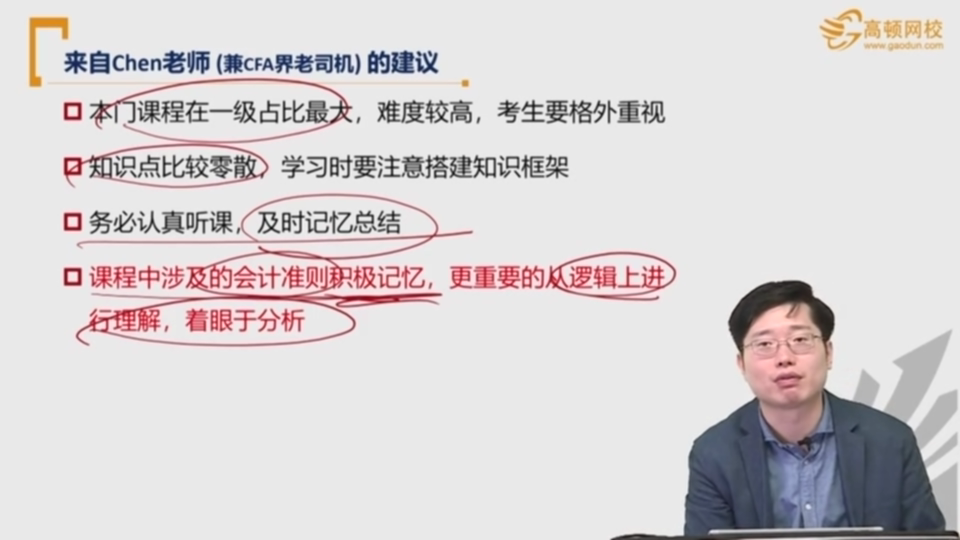 高顿网校
www.gaodun.com
来自Chen老师 (兼CFA界老司机) 的建议
本门课程在一级占比最大，难度较高，考生要格外重视
知识点比较零散，学习时要注意搭建知识框架
务必认真听课，及时记忆总结
课程中涉及的会计准则积极记忆，更重要的从逻辑上进
行理解，着眼于分析